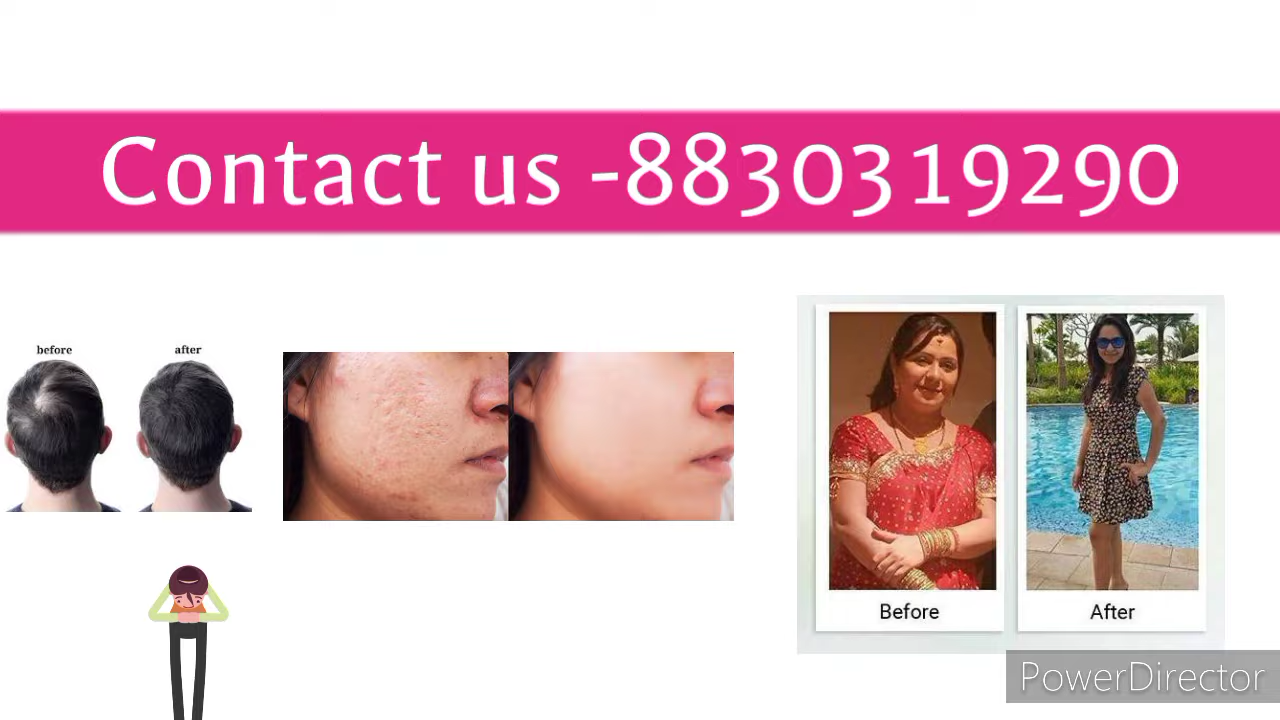 Contact us -8830319290
before
after
Before
After
PowerDirector